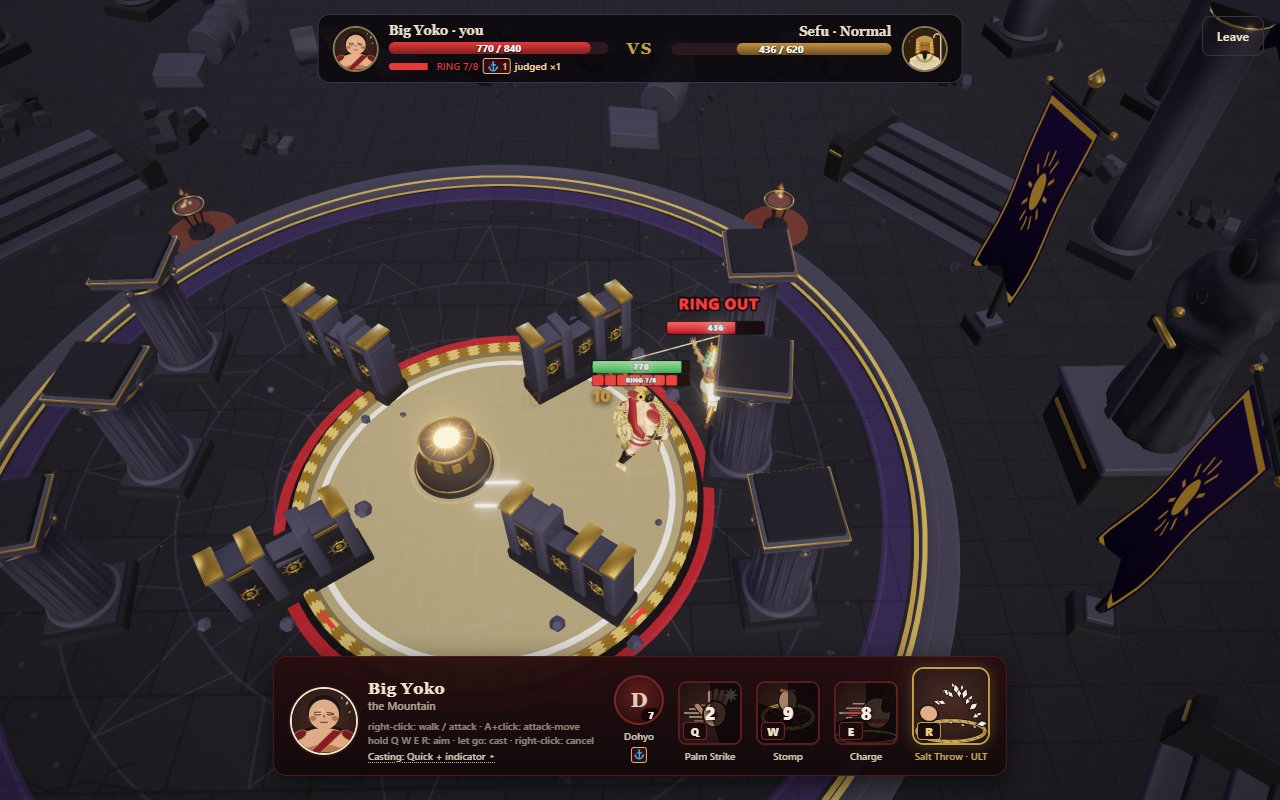 Big Yoko · you
770 / 840
RING 7/8
1
judged ×1
VS
Sefu · Normal
436 / 620
Leave
RING OUT
436
770
RING 7/8
10
Big Yoko
the Mountain
right-click: walk / attack · A+click: attack-move
hold Q W E R: aim · let go: cast · right-click: cancel
Casting: Quick + indicator ▸
D
7
Dohyo
2
Q
Palm Strike
9
W
Stomp
8
E
Charge
R
Salt Throw · ULT